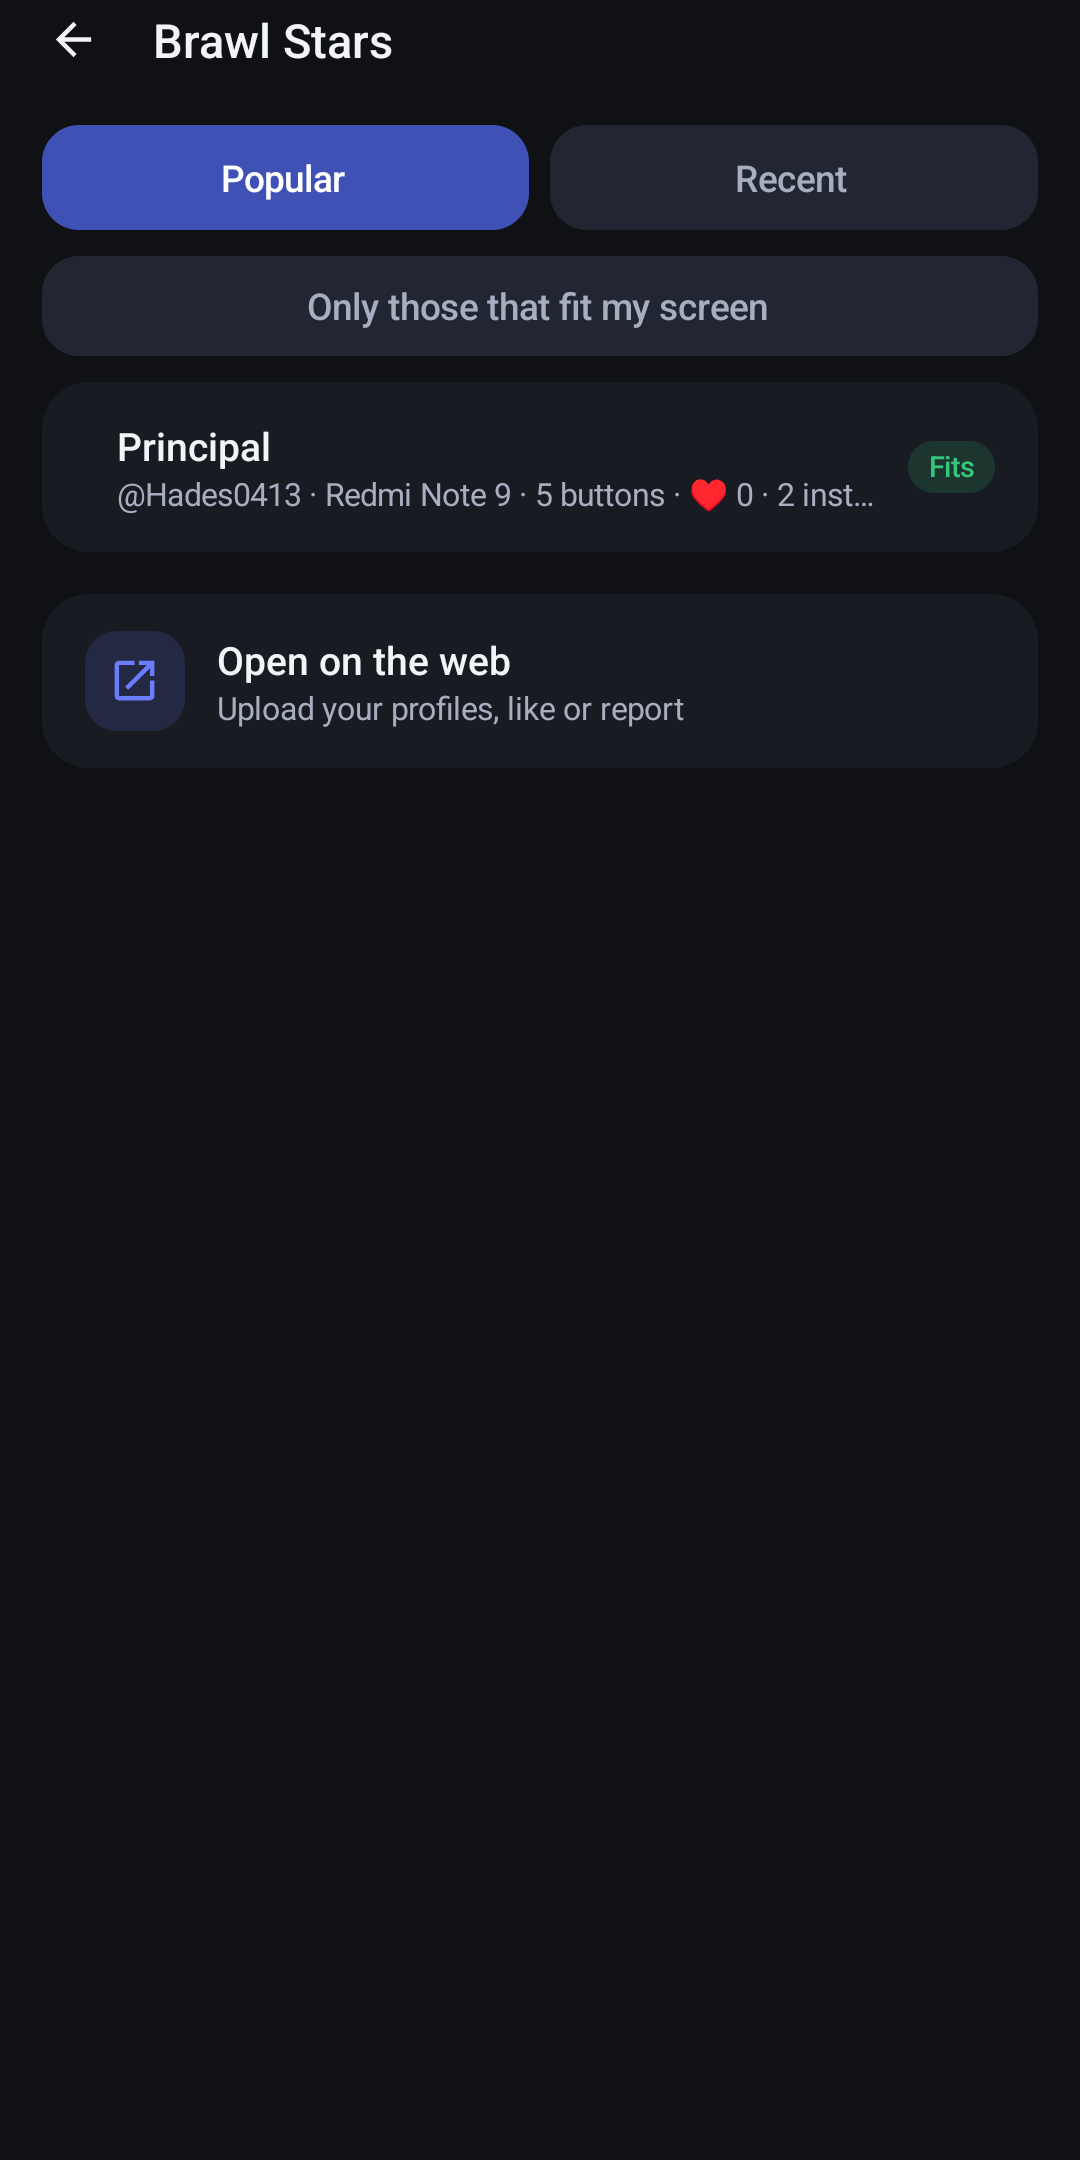 Brawl Stars
Popular
Recent
Only those that fit my screen
Principal
@Hades0413 · Redmi Note 9 · 5 buttons · ❤️ 0 · 2 inst...
Fits
Open on the web
Upload your profiles, like or report